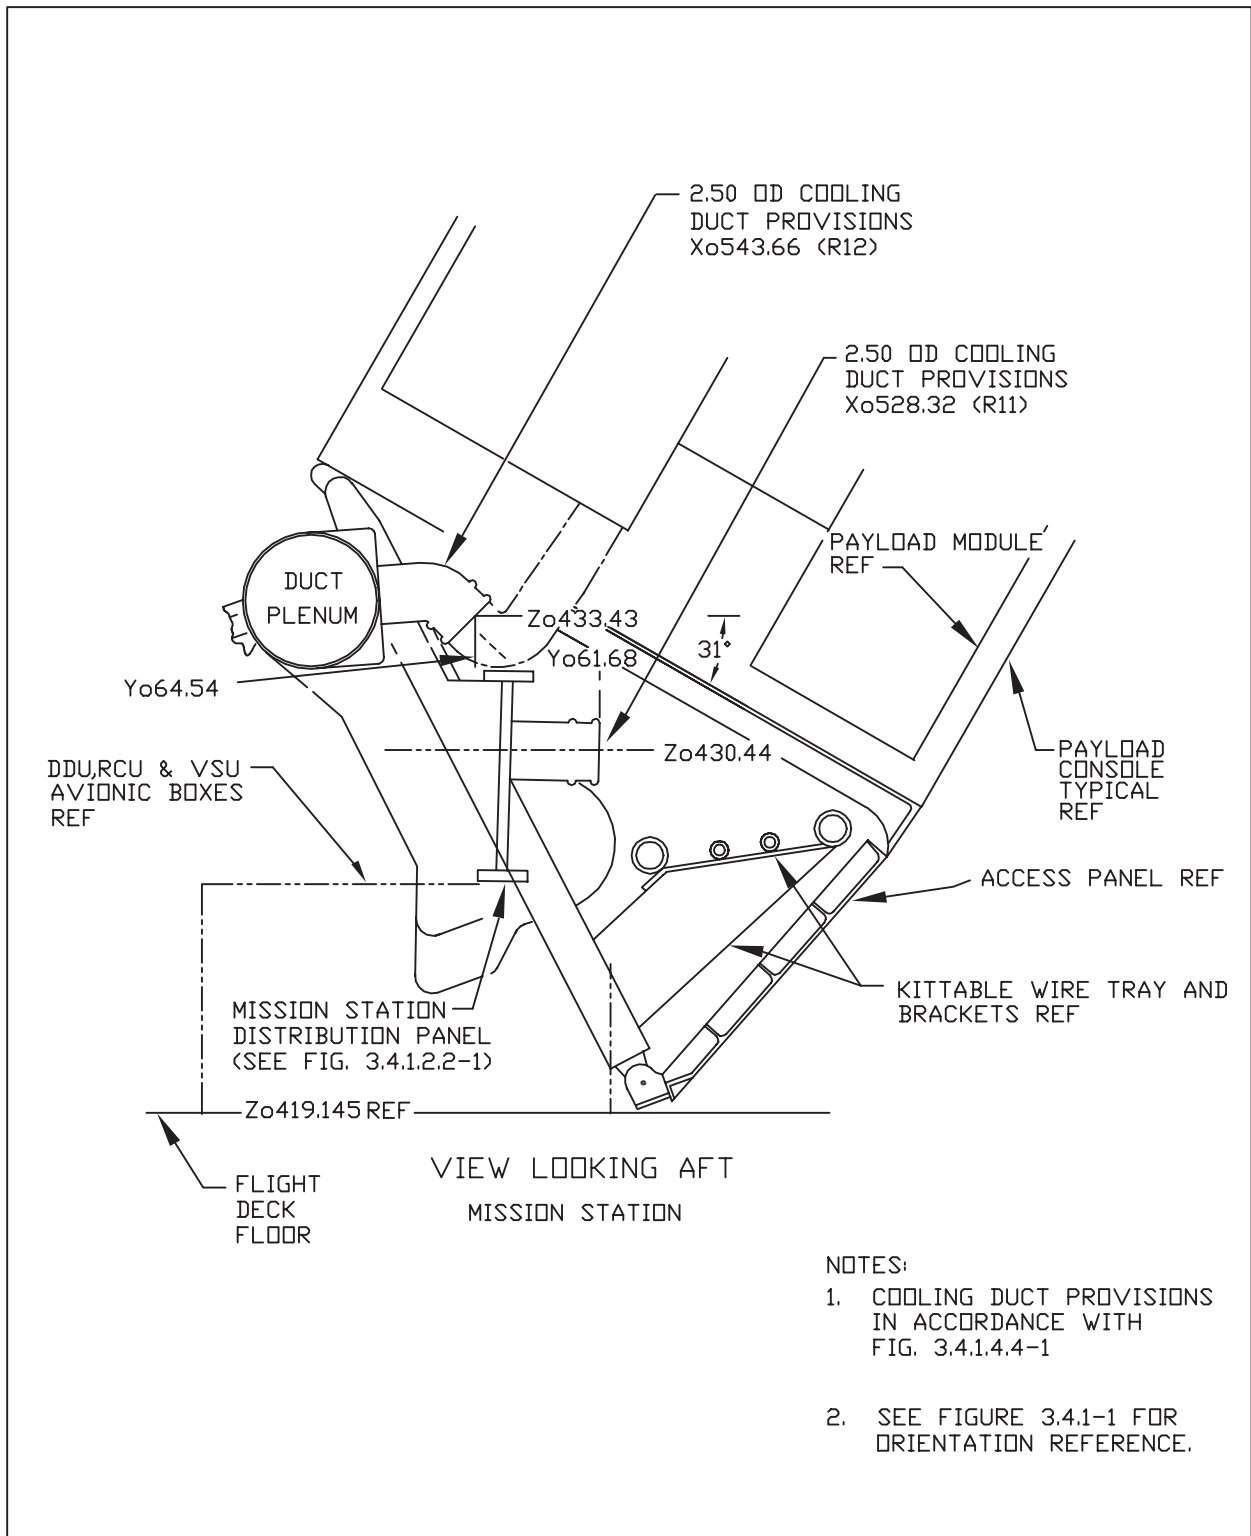 2.50 OD COOLING
DUCT PROVISIONS
Xo543.66 (R12)
2.50 OD COOLING
DUCT PROVISIONS
Xo528.32 (R11)
PAYLOAD MODULE
REF
DUCT
PLENUM
Zo433.43
31°
Yo61.68
Yo64.54
Zo430.44
PAYLOAD
CONSOLE
TYPICAL
REF
DDU,RCU & VSU
AVIONIC BOXES
REF
ACCESS PANEL REF
KITTABLE WIRE TRAY AND
BRACKETS REF
MISSION STATION
DISTRIBUTION PANEL
(SEE FIG. 3.4.1.2.2-1)
Zo419.145 REF
FLIGHT
DECK
FLOOR
VIEW LOOKING AFT
MISSION STATION
NOTES:
1. COOLING DUCT PROVISIONS
IN ACCORDANCE WITH
FIG. 3.4.1.4.4-1
2. SEE FIGURE 3.4.1-1 FOR
ORIENTATION REFERENCE.